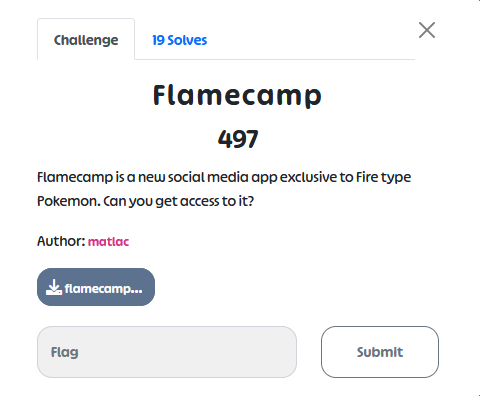 Challenge
19 Solves
Flamecamp
497
Flamecamp is a new social media app exclusive to Fire type
Pokemon. Can you get access to it?
Author: matlac
flamecamp...
Flag
Submit